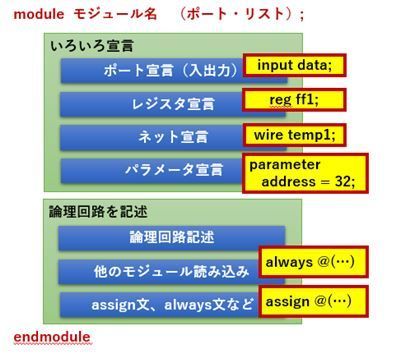 module モジュール名 （ポート・リスト）;
いろいろ宣言
ポート宣言（入出力）
input data;
レジスタ宣言
reg ff1;
ネット宣言
wire temp1;
パラメータ宣言
parameter
address = 32;
論理回路を記述
論理回路記述
他のモジュール読み込み
always @(…)
assign文、always文など
assign @(…)
endmodule